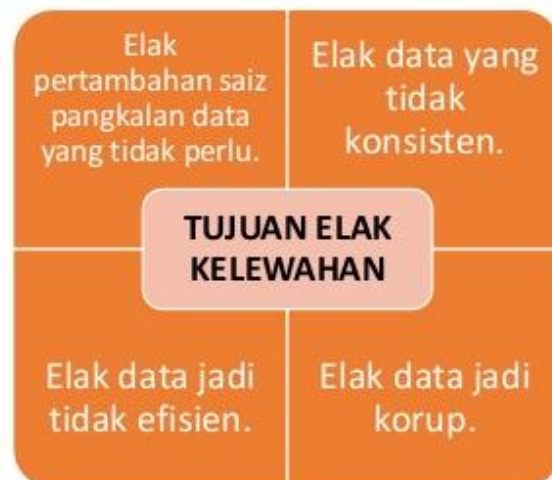 Elak
pertambahan saiz
pangkalan data
yang tidak perlu.
Elak data yang
tidak
konsisten.
TUJUAN ELAK
KELEWAHAN
Elak data jadi
tidak efisien.
Elak data jadi
korup.